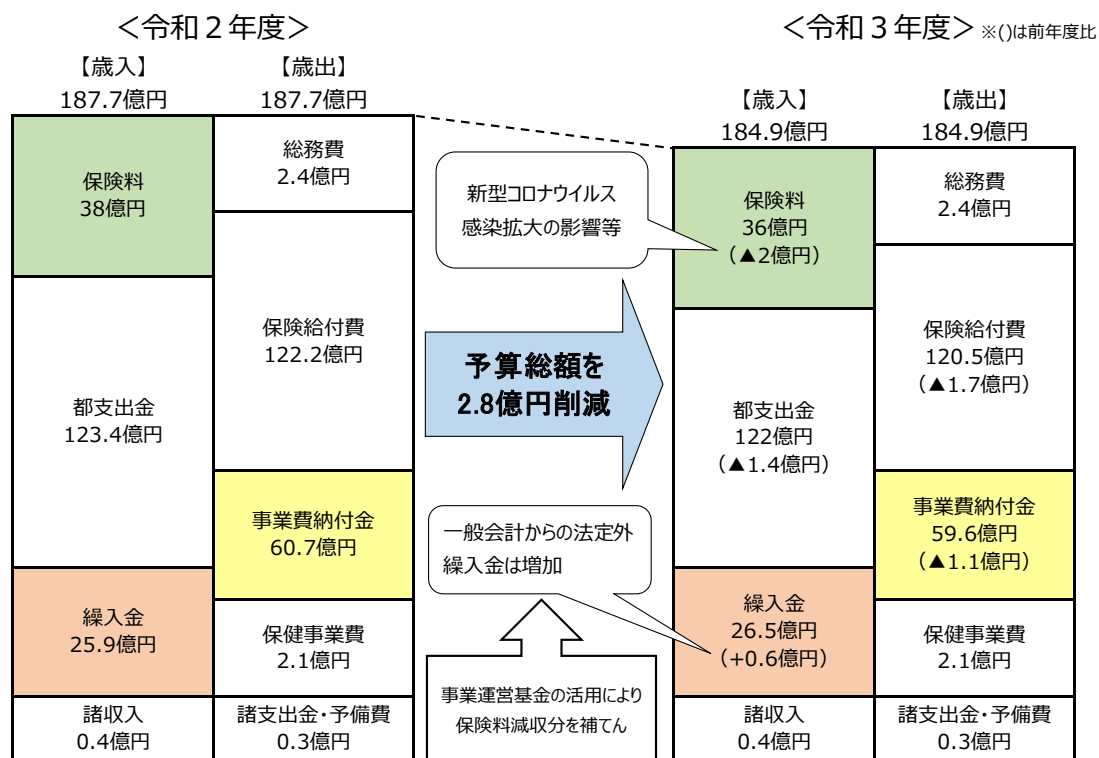 ＜令和２年度＞
【歳入】
187.7億円
【歳出】
187.7億円
保険料
38億円
都支出金
123.4億円
繰入金
25.9億円
諸収入
0.4億円
総務費
2.4億円
保険給付費
122.2億円
事業費納付金
60.7億円
保健事業費
2.1億円
諸支出金・予備費
0.3億円
新型コロナウイルス
感染拡大の影響等
予算総額を
2.8億円削減
一般会計からの法定外
繰入金は増加
事業運営基金の活用により
保険料減収分を補てん
＜令和３年度＞ ※()は前年度比
【歳入】
184.9億円
【歳出】
184.9億円
保険料
36億円
（▲2億円）
都支出金
122億円
（▲1.4億円）
繰入金
26.5億円
（+0.6億円）
諸収入
0.4億円
総務費
2.4億円
保険給付費
120.5億円
（▲1.7億円）
事業費納付金
59.6億円
（▲1.1億円）
保健事業費
2.1億円
諸支出金・予備費
0.3億円